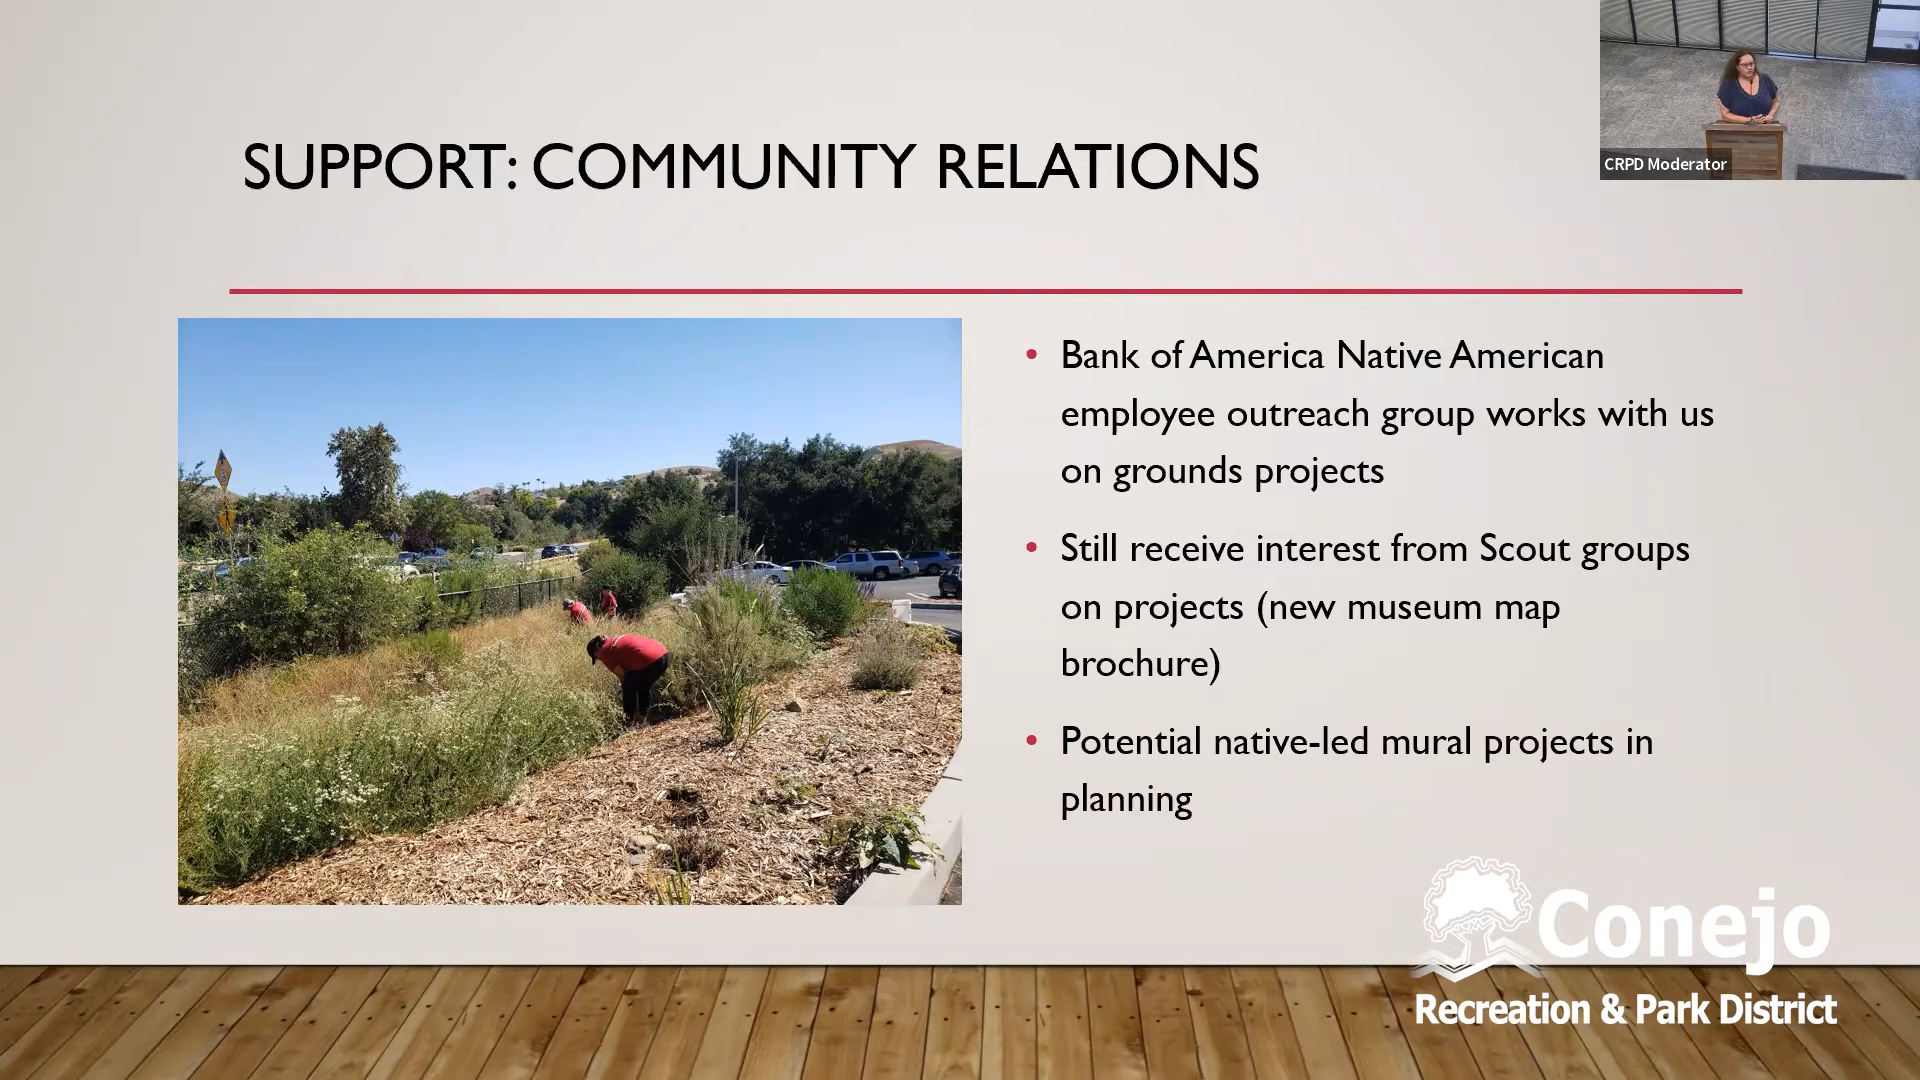 SUPPORT: COMMUNITY RELATIONS
CRPD Moderator
• Bank of America Native American
employee outreach group works with us
on grounds projects
• Still receive interest from Scout groups
on projects (new museum map
brochure)
• Potential native-led mural projects in
planning
Conejo
Recreation & Park District